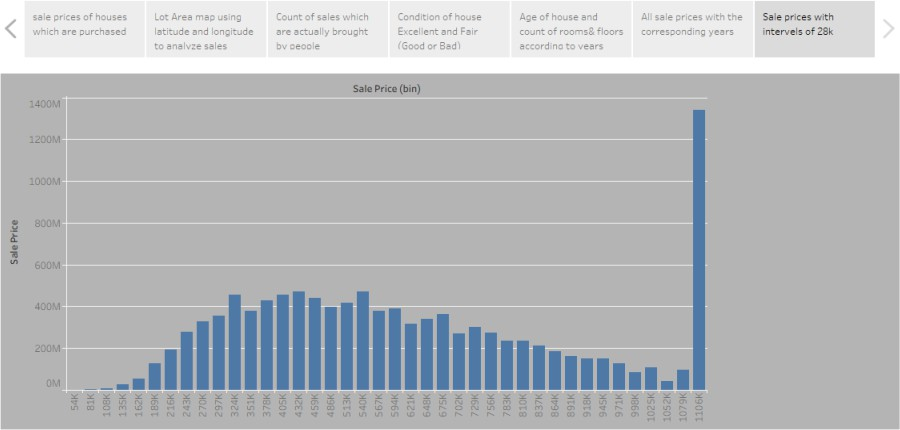 sale prices of houses
which are purchased
Lot Area map using
latitude and longitude
to analyze sales
Count of sales which
are actually brought
by people
Condition of house
Excellent and Fair
(Good or Bad)
Age of house and
count of rooms& floors
according to years
All sale prices with the
corresponding years
Sale prices with
intervels of 28k
Sale Price (bin)
1400M
1200M
1000M
800M
600M
400M
200M
0M
Sale Price
54K
81K
108K
135K
162K
189K
216K
243K
270K
297K
324K
351K
378K
405K
432K
459K
486K
513K
540K
567K
594K
621K
648K
675K
702K
729K
756K
783K
810K
837K
864K
891K
918K
945K
971K
998K
1025K
1052K
1079K
1106K